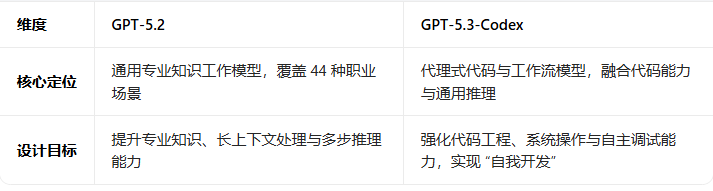 维度 GPT-5.2 GPT-5.3-Codex
核心定位 通用专业知识工作模型，覆盖 44 种职业场景 代理式代码与工作流模型，融合代码能力与通用推理
设计目标 提升专业知识、长上下文处理与多步推理能力 强化代码工程、系统操作与自主调试能力，实现 “自我开发”